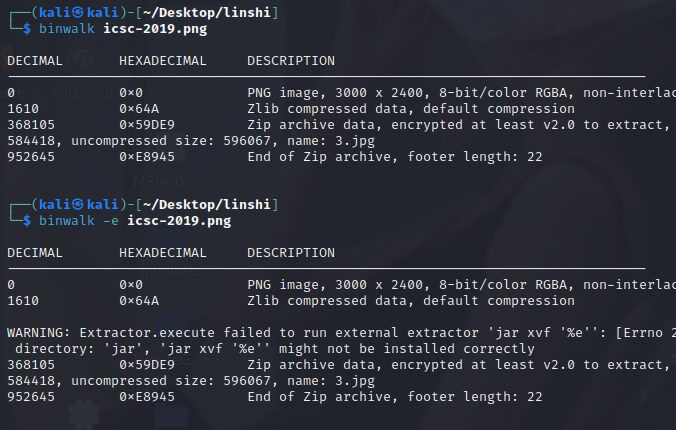 ┌──(kali㉿kali)-[~/Desktop/linshi]
└─$ binwalk icsc-2019.png
DECIMAL       HEXADECIMAL     DESCRIPTION
--------------------------------------------------------------------------------
0             0x0             PNG image, 3000 x 2400, 8-bit/color RGBA, non-interlac
1610          0x64A           Zlib compressed data, default compression
368105        0x59DE9         Zip archive data, encrypted at least v2.0 to extract,
584418, uncompressed size: 596067, name: 3.jpg
952645        0xE8945         End of Zip archive, footer length: 22
┌──(kali㉿kali)-[~/Desktop/linshi]
└─$ binwalk -e icsc-2019.png
DECIMAL       HEXADECIMAL     DESCRIPTION
--------------------------------------------------------------------------------
0             0x0             PNG image, 3000 x 2400, 8-bit/color RGBA, non-interlac
1610          0x64A           Zlib compressed data, default compression
WARNING: Extractor.execute failed to run external extractor 'jar xvf '%e'': [Errno 2
 directory: 'jar', 'jar xvf '%e'' might not be installed correctly
368105        0x59DE9         Zip archive data, encrypted at least v2.0 to extract,
584418, uncompressed size: 596067, name: 3.jpg
952645        0xE8945         End of Zip archive, footer length: 22